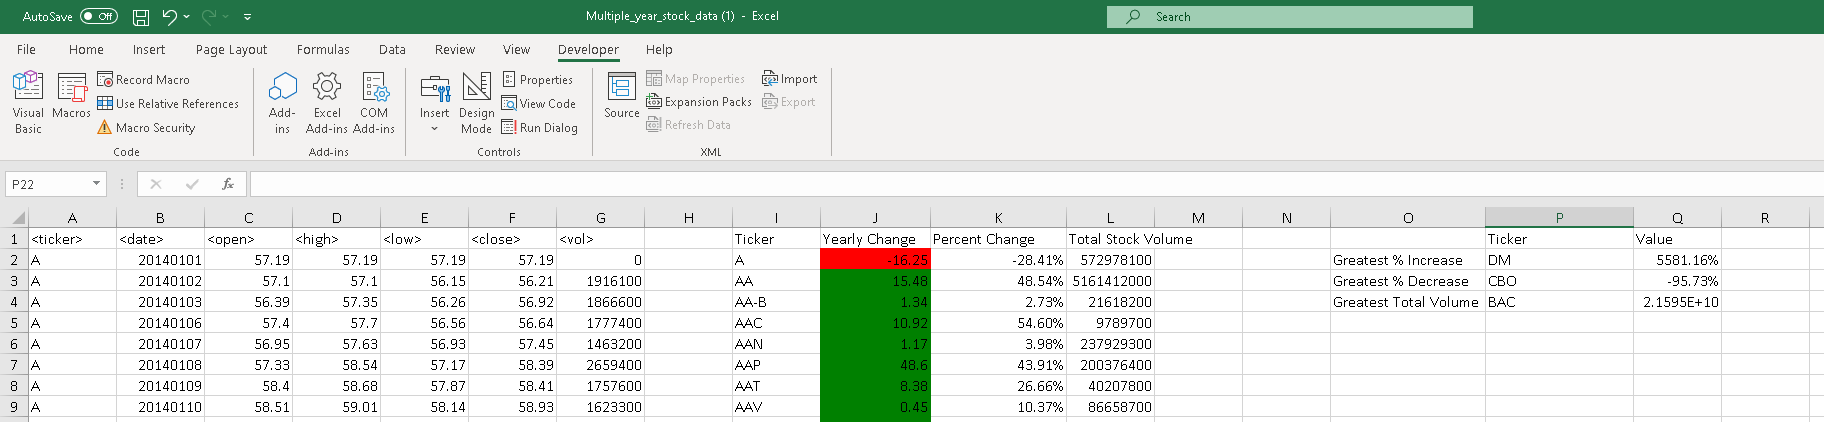 AutoSave Off Multiple_year_stock_data (1) - Excel Search
File Home Insert Page Layout Formulas Data Review View Developer Help
Visual Basic
Macros
Record Macro
Use Relative References
Macro Security
Code
Add-ins
Excel Add-ins
COM Add-ins
Add-ins
Insert
Design Mode
Properties
View Code
Run Dialog
Controls
Source
Map Properties
Expansion Packs
Refresh Data
Import
Export
XML
P22 fx
A B C D E F G H I J K L M N O P Q R
1 <ticker> <date> <open> <high> <low> <close> <vol> Ticker Yearly Change Percent Change Total Stock Volume Ticker Value
2 A 20140101 57.19 57.19 57.19 57.19 0 A -16.25 -28.41% 572978100 Greatest % Increase DM 5581.16%
3 A 20140102 57.1 57.1 56.15 56.21 1916100 AA 15.48 48.54% 5161412000 Greatest % Decrease CBO -95.73%
4 A 20140103 56.39 57.35 56.26 56.92 1866600 AA-B 1.34 2.73% 21618200 Greatest Total Volume BAC 2.1595E+10
5 A 20140106 57.4 57.7 56.56 56.64 1777400 AAC 10.92 54.60% 9789700
6 A 20140107 56.95 57.63 56.93 57.45 1463200 AAN 1.17 3.98% 237929300
7 A 20140108 57.33 58.54 57.17 58.39 2659400 AAP 48.6 43.91% 200376400
8 A 20140109 58.4 58.68 57.87 58.41 1757600 AAT 8.38 26.66% 40207800
9 A 20140110 58.51 59.01 58.14 58.93 1623300 AAV 0.45 10.37% 86658700